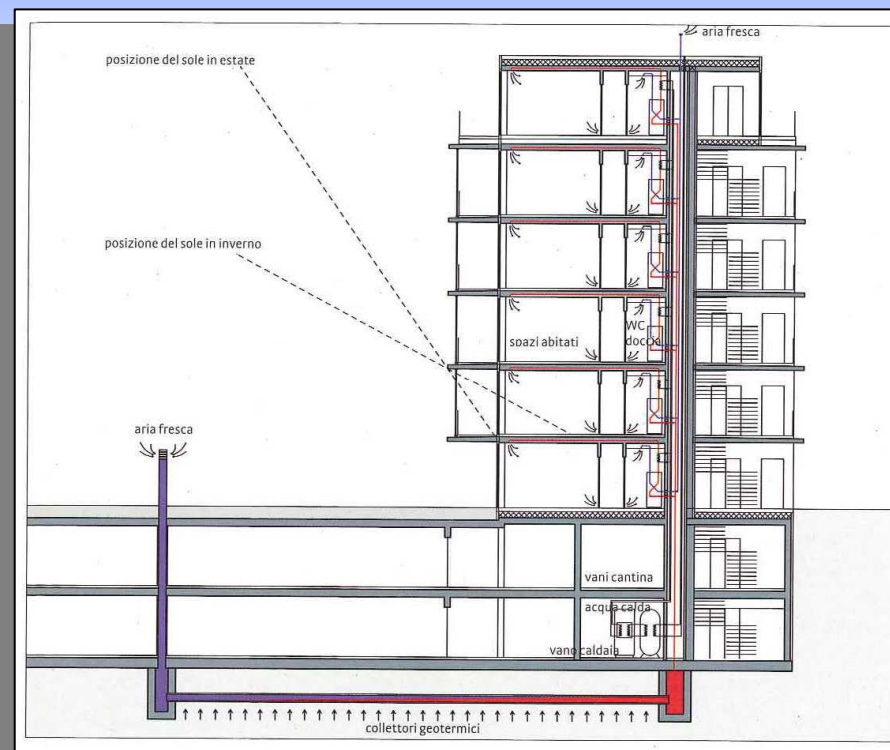 aria fresca
posizione del sole in estate
posizione del sole in inverno
WC
doccia
spazi abitati
aria fresca
vani cantina
acqua calda
vano caldaia
collettori geotermici